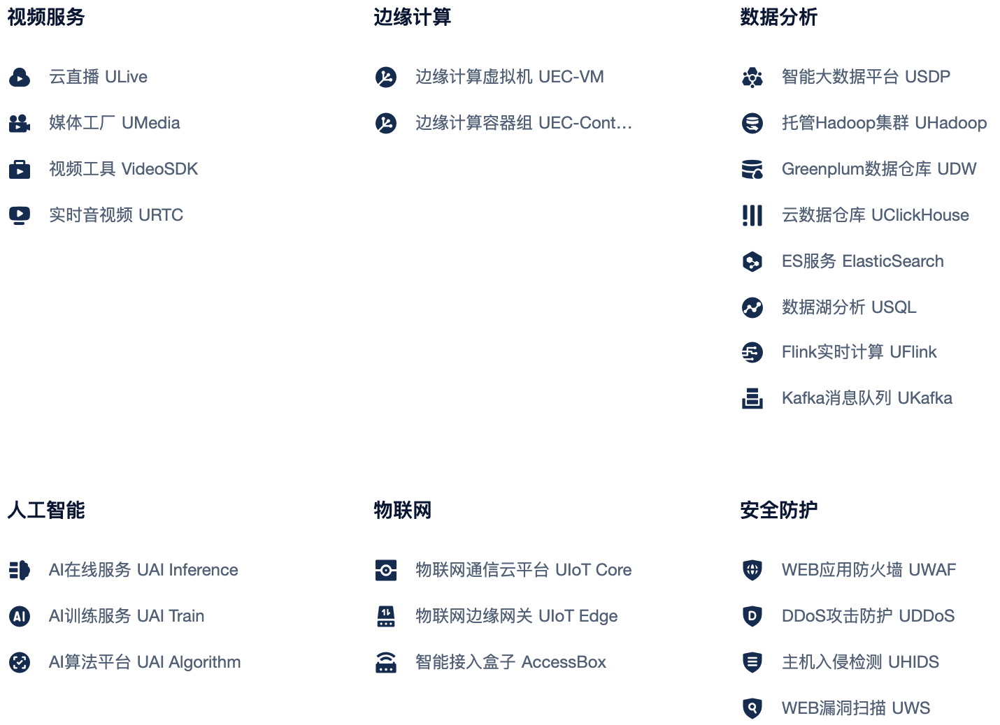 视频服务
云直播 ULive
媒体工厂 UMedia
视频工具 VideoSDK
实时音视频 URTC
边缘计算
边缘计算虚拟机 UEC-VM
边缘计算容器组 UEC-Cont...
数据分析
智能大数据平台 USDP
托管Hadoop集群 UHadoop
Greenplum数据仓库 UDW
云数据仓库 UClickHouse
ES服务 ElasticSearch
数据湖分析 USQL
Flink实时计算 UFlink
Kafka消息队列 UKafka
人工智能
AI在线服务 UAI Inference
AI训练服务 UAI Train
AI算法平台 UAI Algorithm
物联网
物联网通信云平台 UIoT Core
物联网边缘网关 UIoT Edge
智能接入盒子 AccessBox
安全防护
WEB应用防火墙 UWAF
DDoS攻击防护 UDDoS
主机入侵检测 UHIDS
WEB漏洞扫描 UWS